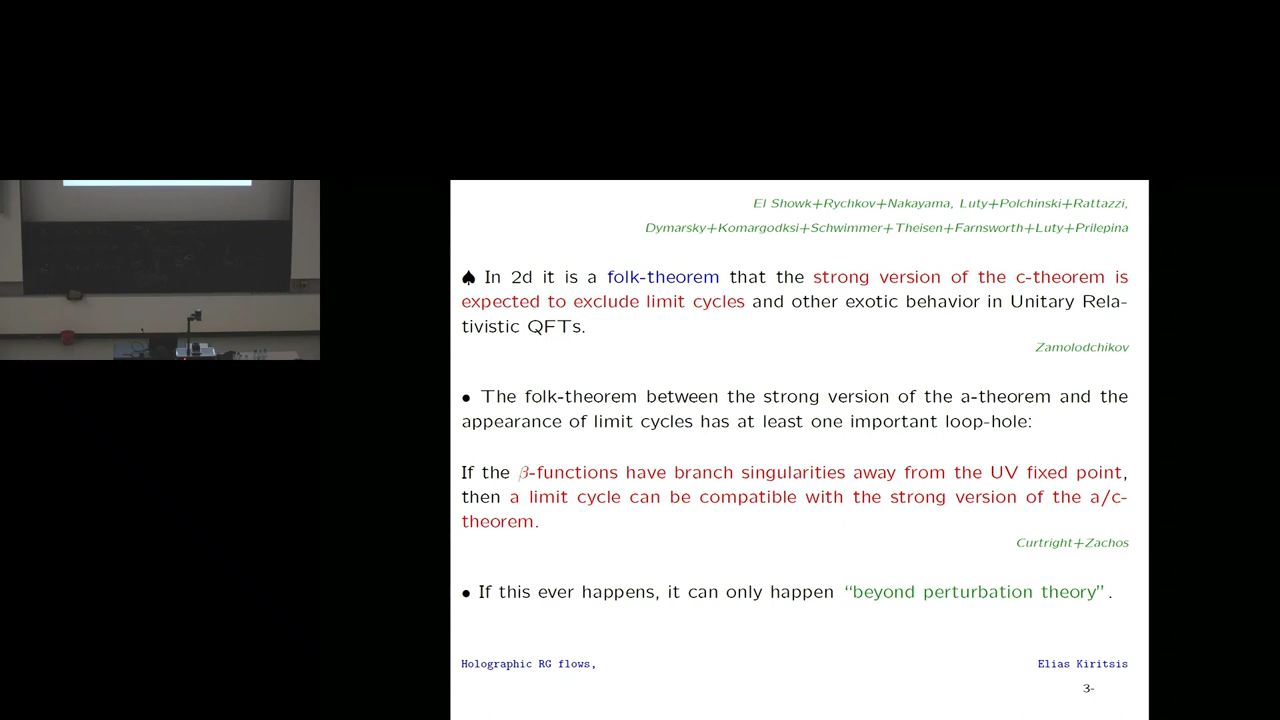 El Showk+Rychkov+Nakayama, Luty+Polchinski+Rattazzi,
Dymarsky+Komargodksi+Schwimmer+Theisen+Farnsworth+Luty+Prilepina
♠ In 2d it is a folk-theorem that the strong version of the c-theorem is
expected to exclude limit cycles and other exotic behavior in Unitary Rela-
tivistic QFTs.
Zamolodchikov
• The folk-theorem between the strong version of the a-theorem and the
appearance of limit cycles has at least one important loop-hole:
If the β-functions have branch singularities away from the UV fixed point,
then a limit cycle can be compatible with the strong version of the a/c-
theorem.
Curtright+Zachos
• If this ever happens, it can only happen “beyond perturbation theory”.
Holographic RG flows,
Elias Kiritsis
3-